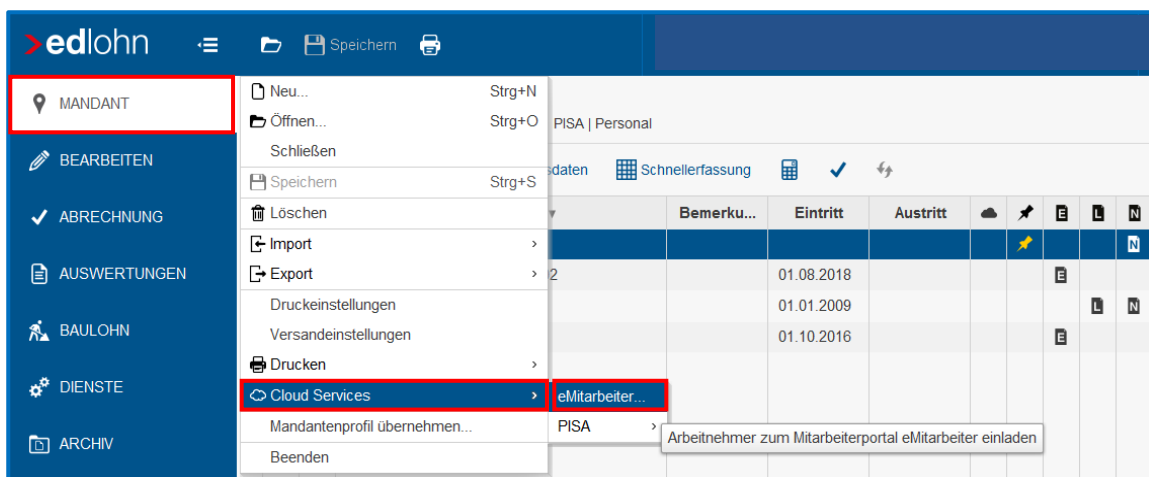 >edlohn Speichern
MANDANT
BEARBEITEN
ABRECHNUNG
AUSWERTUNGEN
BAULOHN
DIENSTE
ARCHIV
Neu... Strg+N
Öffnen... Strg+O
Schließen
Speichern Strg+S
Löschen
Import >
Export >
Druckeinstellungen
Versandeinstellungen
Drucken >
Cloud Services >
Mandantenprofil übernehmen...
Beenden
eMitarbeiter...
PISA >
Arbeitnehmer zum Mitarbeiterportal eMitarbeiter einladen
PISA | Personal
sdaten Schnellerfassung
Bemerku... Eintritt Austritt E L N
N
2 01.08.2018 E
01.01.2009 L N
01.10.2016 E